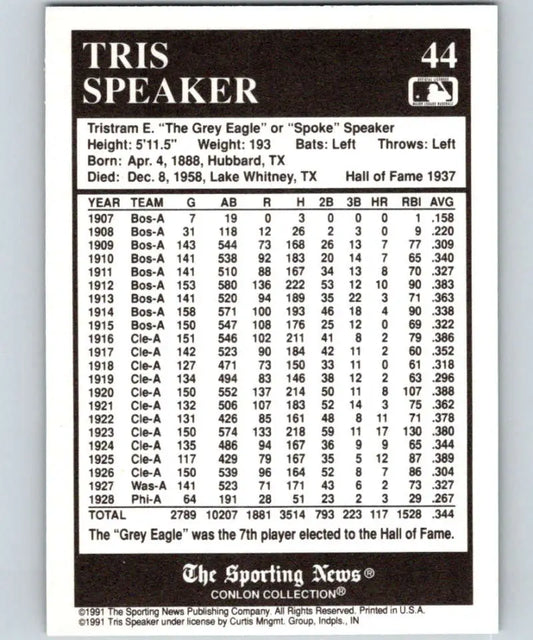 TRIS 44
SPEAKER
OFFICIAL LICENSEE
MAJOR LEAGUE BASEBALL
Tristram E. "The Grey Eagle" or "Spoke" Speaker
Height: 5'11.5" Weight: 193 Bats: Left Throws: Left
Born: Apr. 4, 1888, Hubbard, TX
Died: Dec. 8, 1958, Lake Whitney, TX Hall of Fame 1937
YEAR TEAM G AB R H 2B 3B HR RBI AVG
1907 Bos-A 7 19 0 3 0 0 0 1 .158
1908 Bos-A 31 118 12 26 2 3 0 9 .220
1909 Bos-A 143 544 73 168 26 13 7 77 .309
1910 Bos-A 141 538 92 183 20 14 7 65 .340
1911 Bos-A 141 510 88 167 34 13 8 70 .327
1912 Bos-A 153 580 136 222 53 12 10 90 .383
1913 Bos-A 141 520 94 189 35 22 3 71 .363
1914 Bos-A 158 571 100 193 46 18 4 90 .338
1915 Bos-A 150 547 108 176 25 12 0 69 .322
1916 Cle-A 151 546 102 211 41 8 2 79 .386
1917 Cle-A 142 523 90 184 42 11 2 60 .352
1918 Cle-A 127 471 73 150 33 11 0 61 .318
1919 Cle-A 134 494 83 146 38 12 2 63 .296
1920 Cle-A 150 552 137 214 50 11 8 107 .388
1921 Cle-A 132 506 107 183 52 14 3 75 .362
1922 Cle-A 131 426 85 161 48 8 11 71 .378
1923 Cle-A 150 574 133 218 59 11 17 130 .380
1924 Cle-A 135 486 94 167 36 9 9 65 .344
1925 Cle-A 117 429 79 167 35 5 12 87 .389
1926 Cle-A 150 539 96 164 52 8 7 86 .304
1927 Was-A 141 523 71 171 43 6 2 73 .327
1928 Phi-A 64 191 28 51 23 2 3 29 .267
TOTAL 2789 10207 1881 3514 793 223 117 1528 .344
The "Grey Eagle" was the 7th player elected to the Hall of Fame.
The Sporting News®
CONLON COLLECTION®
©1991 The Sporting News Publishing Company. All Rights Reserved. Printed in U.S.A.
©1991 Tris Speaker under license by Curtis Mngmt. Group, Indpls., IN